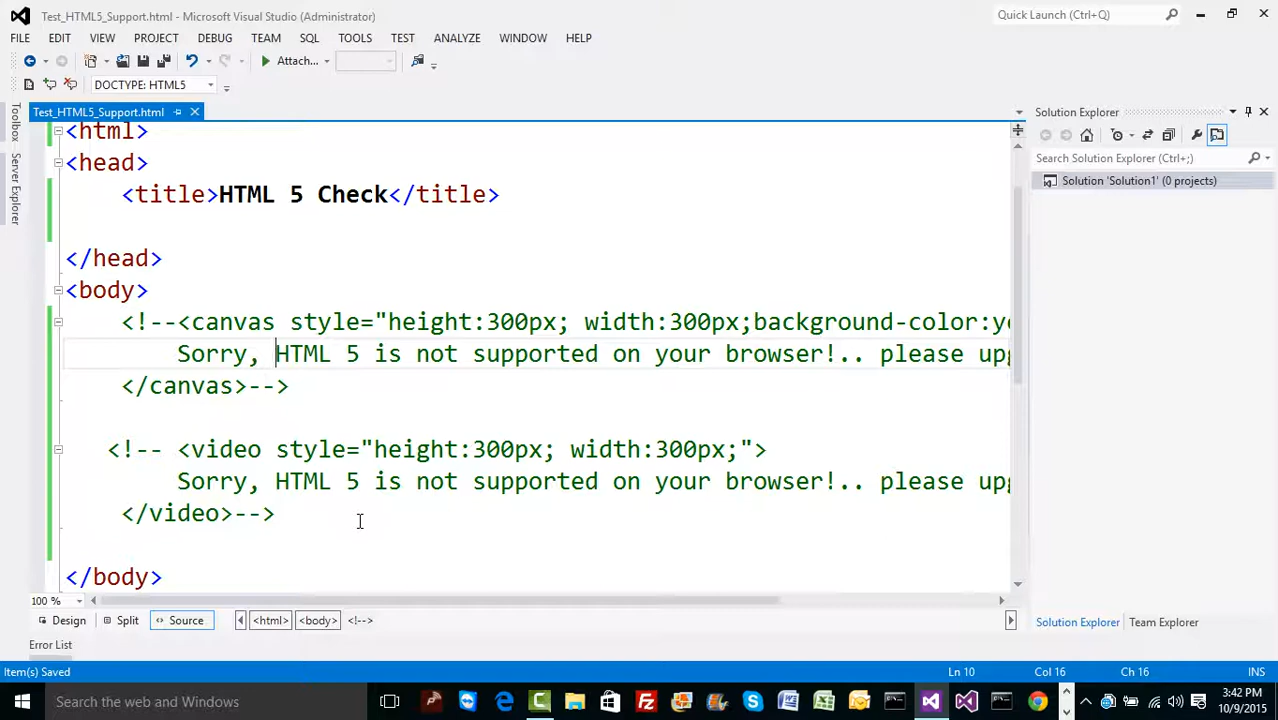 Test_HTML5_Support.html - Microsoft Visual Studio (Administrator)
Quick Launch (Ctrl+Q)
FILE EDIT VIEW PROJECT DEBUG TEAM SQL TOOLS TEST ANALYZE WINDOW HELP
Attach...
DOCTYPE: HTML5
Test_HTML5_Support.html
Solution Explorer
Toolbox
Server Explorer
Search Solution Explorer (Ctrl+;)
Solution 'Solution1' (0 projects)
<html>
<head>
<title>HTML 5 Check</title>
</head>
<body>
<!--<canvas style="height:300px; width:300px;background-color:ye
Sorry, HTML 5 is not supported on your browser!.. please upg
</canvas>-->
<!-- <video style="height:300px; width:300px;">
Sorry, HTML 5 is not supported on your browser!.. please upg
</video>-->
</body>
100 %
Design Split Source <html> <body> <!-->
Solution Explorer Team Explorer
Error List
Item(s) Saved Ln 10 Col 16 Ch 16 INS
Search the web and Windows
3:42 PM
10/9/2015